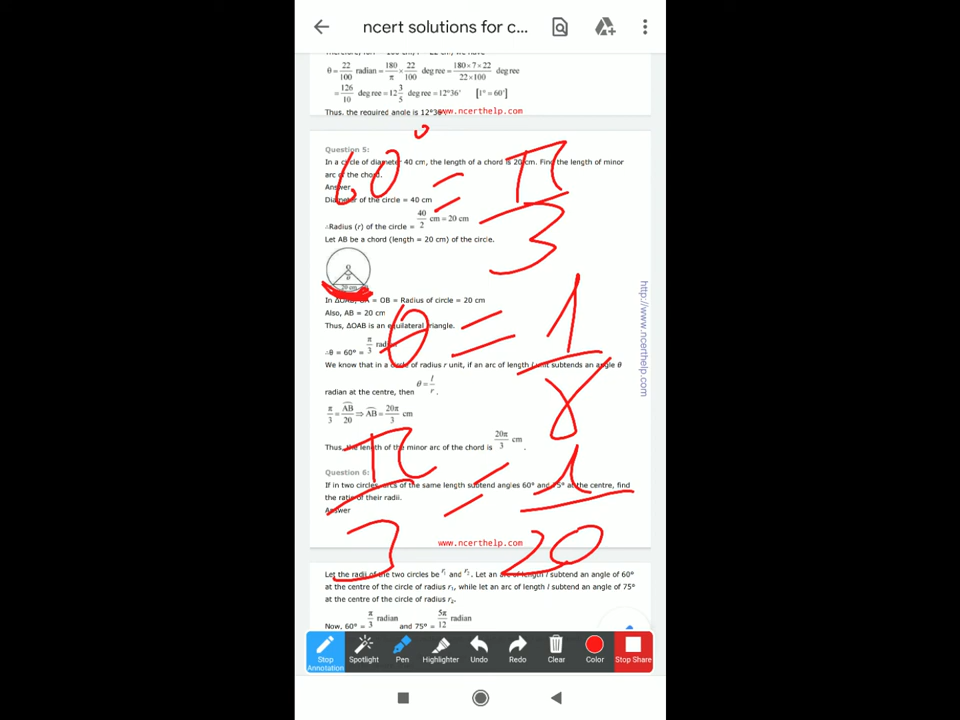 ncert solutions for c...
θ = 22/100 radian = 180/π × 22/100 deg ree = 180×7×22/22×100 deg ree
= 126/10 deg ree = 12 3/5 deg ree = 12°36' [1° = 60']
Thus, the required angle is 12°36'.
www.ncerthelp.com
Question 5:
In a circle of diameter 40 cm, the length of a chord is 20 cm. Find the length of minor
arc of the chord.
Answer
Diameter of the circle = 40 cm
∴Radius (r) of the circle = 40/2 cm = 20 cm
Let AB be a chord (length = 20 cm) of the circle.
60° = π/3
O
θ
20 cm
In ΔOAB, OA = OB = Radius of circle = 20 cm
Also, AB = 20 cm
Thus, ΔOAB is an equilateral triangle.
∴θ = 60° = π/3 radian
θ = l/r
We know that in a circle of radius r unit, if an arc of length l unit subtends an angle θ
radian at the centre, then θ = l/r.
π/3 = AB/20 ⇒ AB = 20π/3 cm
Thus, the length of the minor arc of the chord is 20π/3 cm.
π/3 = l/20
Question 6:
If in two circles, arcs of the same length subtend angles 60° and 75° at the centre, find
the ratio of their radii.
Answer
www.ncerthelp.com
http://www.ncerthelp.com
Let the radii of the two circles be r₁ and r₂. Let an arc of length l subtend an angle of 60°
at the centre of the circle of radius r₁, while let an arc of length l subtend an angle of 75°
at the centre of the circle of radius r₂.
Now, 60° = π/3 radian and 75° = 5π/12 radian
Stop Annotation
Spotlight
Pen
Highlighter
Undo
Redo
Clear
Color
Stop Share